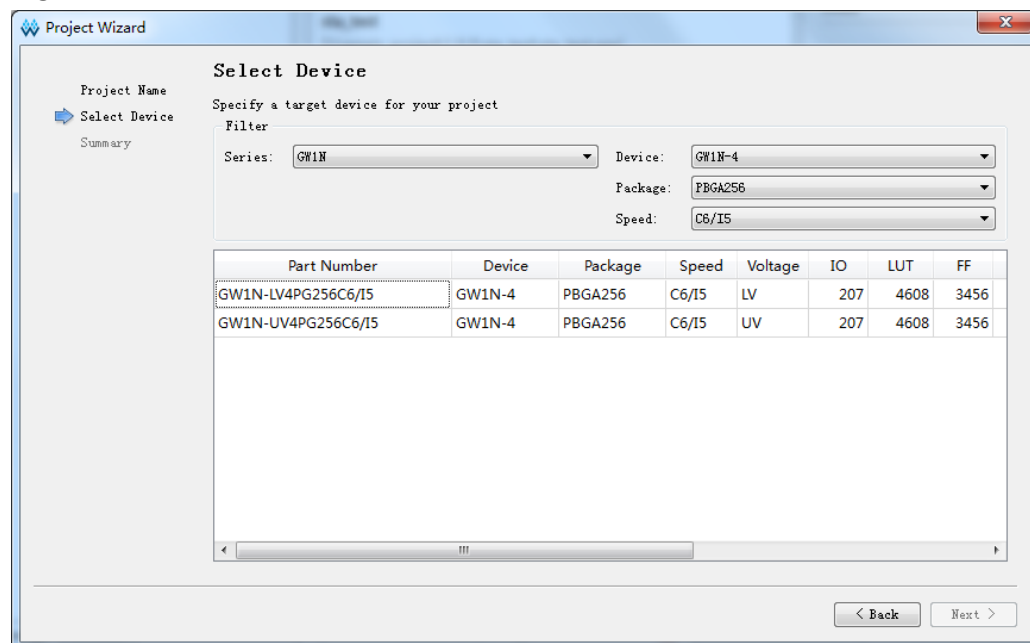 Project Wizard
Select Device
Project Name
Specify a target device for your project
Select Device
Filter
Summary
Series: GW1N Device: GW1N-4
Package: PBGA256
Speed: C6/I5
Part Number Device Package Speed Voltage IO LUT FF
GW1N-LV4PG256C6/I5 GW1N-4 PBGA256 C6/I5 LV 207 4608 3456
GW1N-UV4PG256C6/I5 GW1N-4 PBGA256 C6/I5 UV 207 4608 3456
< Back Next >